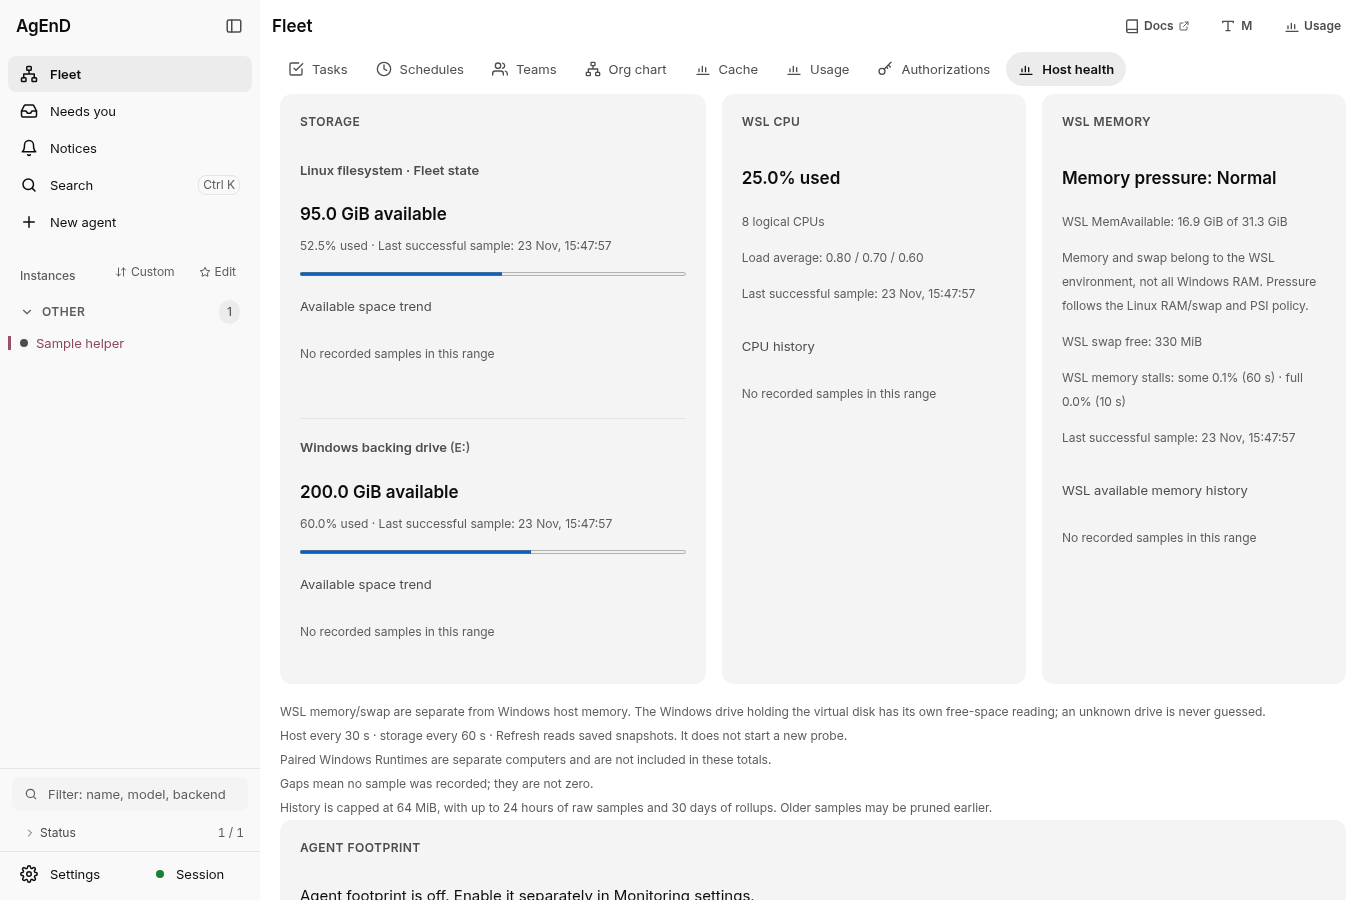 AgEnD
Fleet
Needs you
Notices
Search
Ctrl K
New agent
Instances
Custom
Edit
OTHER
1
Sample helper
Filter: name, model, backend
Status
1 / 1
Settings
Session
Fleet
Docs
M
Usage
Tasks
Schedules
Teams
Org chart
Cache
Usage
Authorizations
Host health
STORAGE
Linux filesystem · Fleet state
95.0 GiB available
52.5% used · Last successful sample: 23 Nov, 15:47:57
Available space trend
No recorded samples in this range
Windows backing drive (E:)
200.0 GiB available
60.0% used · Last successful sample: 23 Nov, 15:47:57
Available space trend
No recorded samples in this range
WSL CPU
25.0% used
8 logical CPUs
Load average: 0.80 / 0.70 / 0.60
Last successful sample: 23 Nov, 15:47:57
CPU history
No recorded samples in this range
WSL MEMORY
Memory pressure: Normal
WSL MemAvailable: 16.9 GiB of 31.3 GiB
Memory and swap belong to the WSL
environment, not all Windows RAM. Pressure
follows the Linux RAM/swap and PSI policy.
WSL swap free: 330 MiB
WSL memory stalls: some 0.1% (60 s) · full
0.0% (10 s)
Last successful sample: 23 Nov, 15:47:57
WSL available memory history
No recorded samples in this range
WSL memory/swap are separate from Windows host memory. The Windows drive holding the virtual disk has its own free-space reading; an unknown drive is never guessed.
Host every 30 s · storage every 60 s · Refresh reads saved snapshots. It does not start a new probe.
Paired Windows Runtimes are separate computers and are not included in these totals.
Gaps mean no sample was recorded; they are not zero.
History is capped at 64 MiB, with up to 24 hours of raw samples and 30 days of rollups. Older samples may be pruned earlier.
AGENT FOOTPRINT
Agent footprint is off. Enable it separately in Monitoring settings.